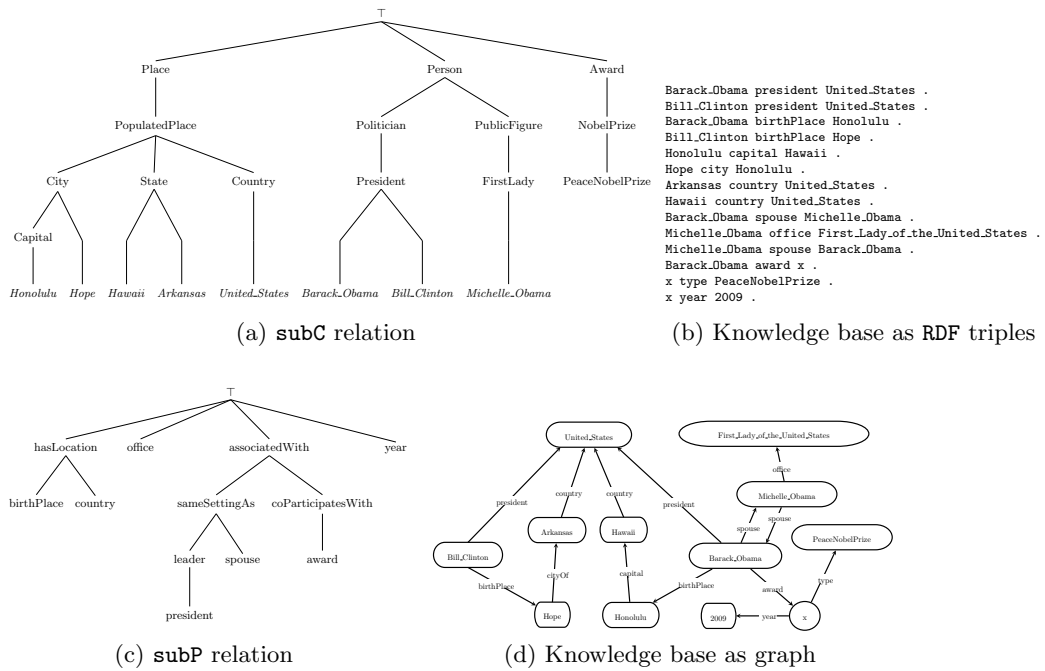 ⊤
Place Person Award
PopulatedPlace Politician PublicFigure NobelPrize
City State Country President FirstLady PeaceNobelPrize
Capital
Honolulu Hope Hawaii Arkansas United_States Barack_Obama Bill_Clinton Michelle_Obama
(a) subC relation
Barack_Obama president United_States .
Bill_Clinton president United_States .
Barack_Obama birthPlace Honolulu .
Bill_Clinton birthPlace Hope .
Honolulu capital Hawaii .
Hope city Honolulu .
Arkansas country United_States .
Hawaii country United_States .
Barack_Obama spouse Michelle_Obama .
Michelle_Obama office First_Lady_of_the_United_States .
Michelle_Obama spouse Barack_Obama .
Barack_Obama award x .
x type PeaceNobelPrize .
x year 2009 .
(b) Knowledge base as RDF triples
⊤
hasLocation office associatedWith year
birthPlace country sameSettingAs coParticipatesWith
leader spouse award
president
(c) subP relation
United_States First_Lady_of_the_United_States
office
president country country president Michelle_Obama
spouse spouse
Arkansas Hawaii PeaceNobelPrize
Bill_Clinton Barack_Obama
birthPlace cityOf capital birthPlace award type
Hope Honolulu 2009 year x
(d) Knowledge base as graph